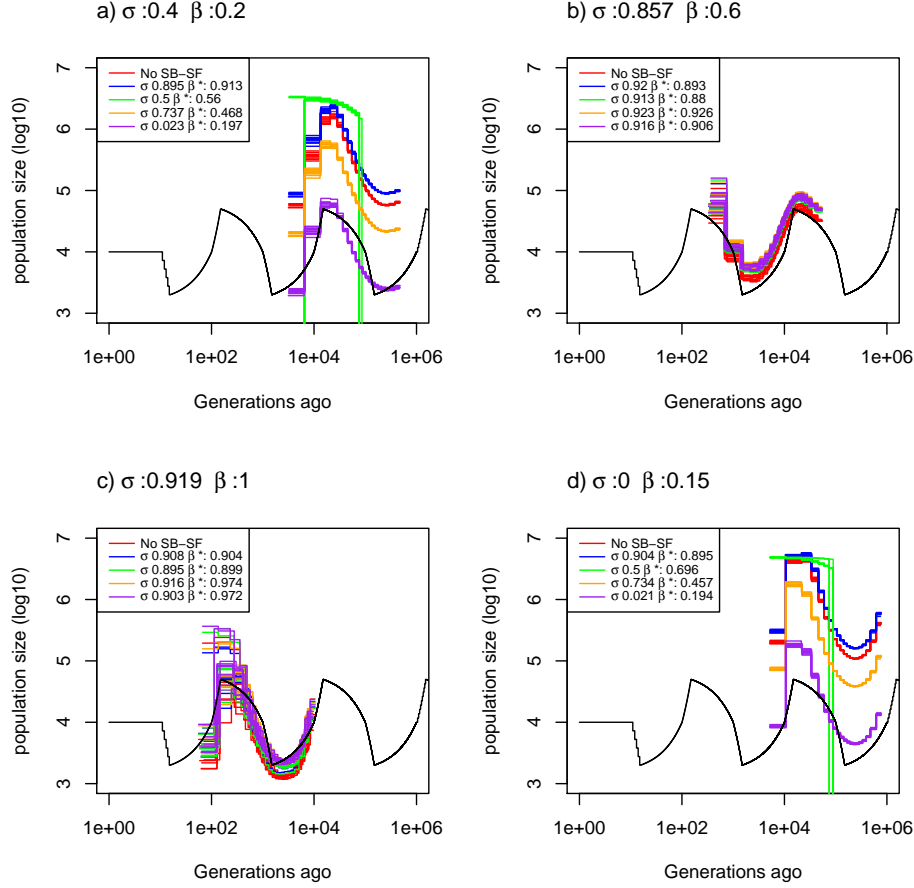 a) σ :0.4 β :0.2
population size (log10)
7
6
5
4
3
No SB−SF
σ 0.895 β *: 0.913
σ 0.5 β *: 0.56
σ 0.737 β *: 0.468
σ 0.023 β *: 0.197
1e+00 1e+02 1e+04 1e+06
Generations ago
b) σ :0.857 β :0.6
population size (log10)
7
6
5
4
3
No SB−SF
σ 0.92 β *: 0.893
σ 0.913 β *: 0.88
σ 0.923 β *: 0.926
σ 0.916 β *: 0.906
1e+00 1e+02 1e+04 1e+06
Generations ago
c) σ :0.919 β :1
population size (log10)
7
6
5
4
3
No SB−SF
σ 0.908 β *: 0.904
σ 0.895 β *: 0.899
σ 0.916 β *: 0.974
σ 0.903 β *: 0.972
1e+00 1e+02 1e+04 1e+06
Generations ago
d) σ :0 β :0.15
population size (log10)
7
6
5
4
3
No SB−SF
σ 0.904 β *: 0.895
σ 0.5 β *: 0.696
σ 0.734 β *: 0.457
σ 0.021 β *: 0.194
1e+00 1e+02 1e+04 1e+06
Generations ago